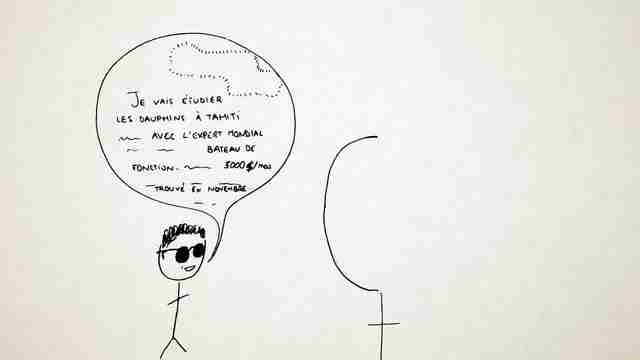 JE VAIS ÉTUDIER
LES DAUPHINS À TAHITI
AVEC L'EXPERT MONDIAL
BATEAU DE
FONCTION. 5000$/MOIS
TROUVÉ EN NOVEMBRE